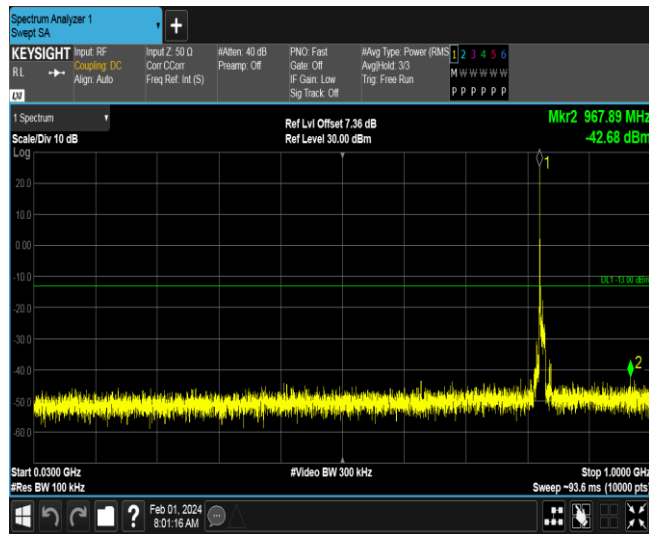 Spectrum Analyzer 1
Swept SA
KEYSIGHT
RL
LXI
Input: RF
Coupling: DC
Align: Auto
Input Z: 50 Ω
Corr CCorr
Freq Ref: Int (S)
#Atten: 40 dB
Preamp: Off
PNO: Fast
Gate: Off
IF Gain: Low
Sig Track: Off
#Avg Type: Power (RMS
Avg|Hold: 3/3
Trig: Free Run
1 2 3 4 5 6
M W W W W W
P P P P P P
1 Spectrum
Scale/Div 10 dB
Log
Ref Lvl Offset 7.36 dB
Ref Level 30.00 dBm
Mkr2 967.89 MHz
-42.68 dBm
1
20.0
10.0
0.00
-10.0
DL1 -13.00 dBm
-20.0
-30.0
-40.0
2
-50.0
-60.0
Start 0.0300 GHz
#Res BW 100 kHz
#Video BW 300 kHz
Stop 1.0000 GHz
Sweep ~93.6 ms (10000 pts)
?
Feb 01, 2024
8:01:16 AM